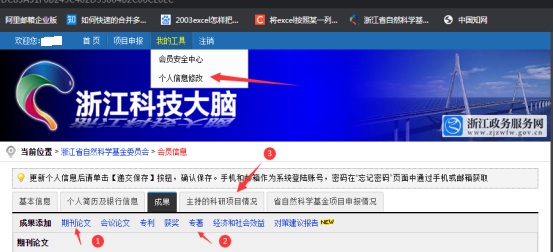 阿里邮箱企业版 知 如何快速的合并多... 2003excel怎样把... 将excel按照某一列... 浙江省自然科学基... 中国知网
欢迎您: 首 页 项目申报 我的工具 注销
会员安全中心
个人信息修改
浙江科技大脑
浙江政务服务网
www.zjzwfw.gov.cn
当前位置 > 浙江省自然科学基金委员会 > 会员信息
3
更新个人信息后请单击【递交保存】按钮，确认保存。手机和邮箱作为系统登陆账号，密码在"忘记密码"页面中通过手机或邮箱获取
基本信息 个人简历及银行信息 成果 主持的科研项目情况 省自然科学基金项目申报情况
成果添加 期刊论文 会议论文 专利 获奖 专著 经济和社会效益 对策建议报告 NEW
1 2
期刊论文